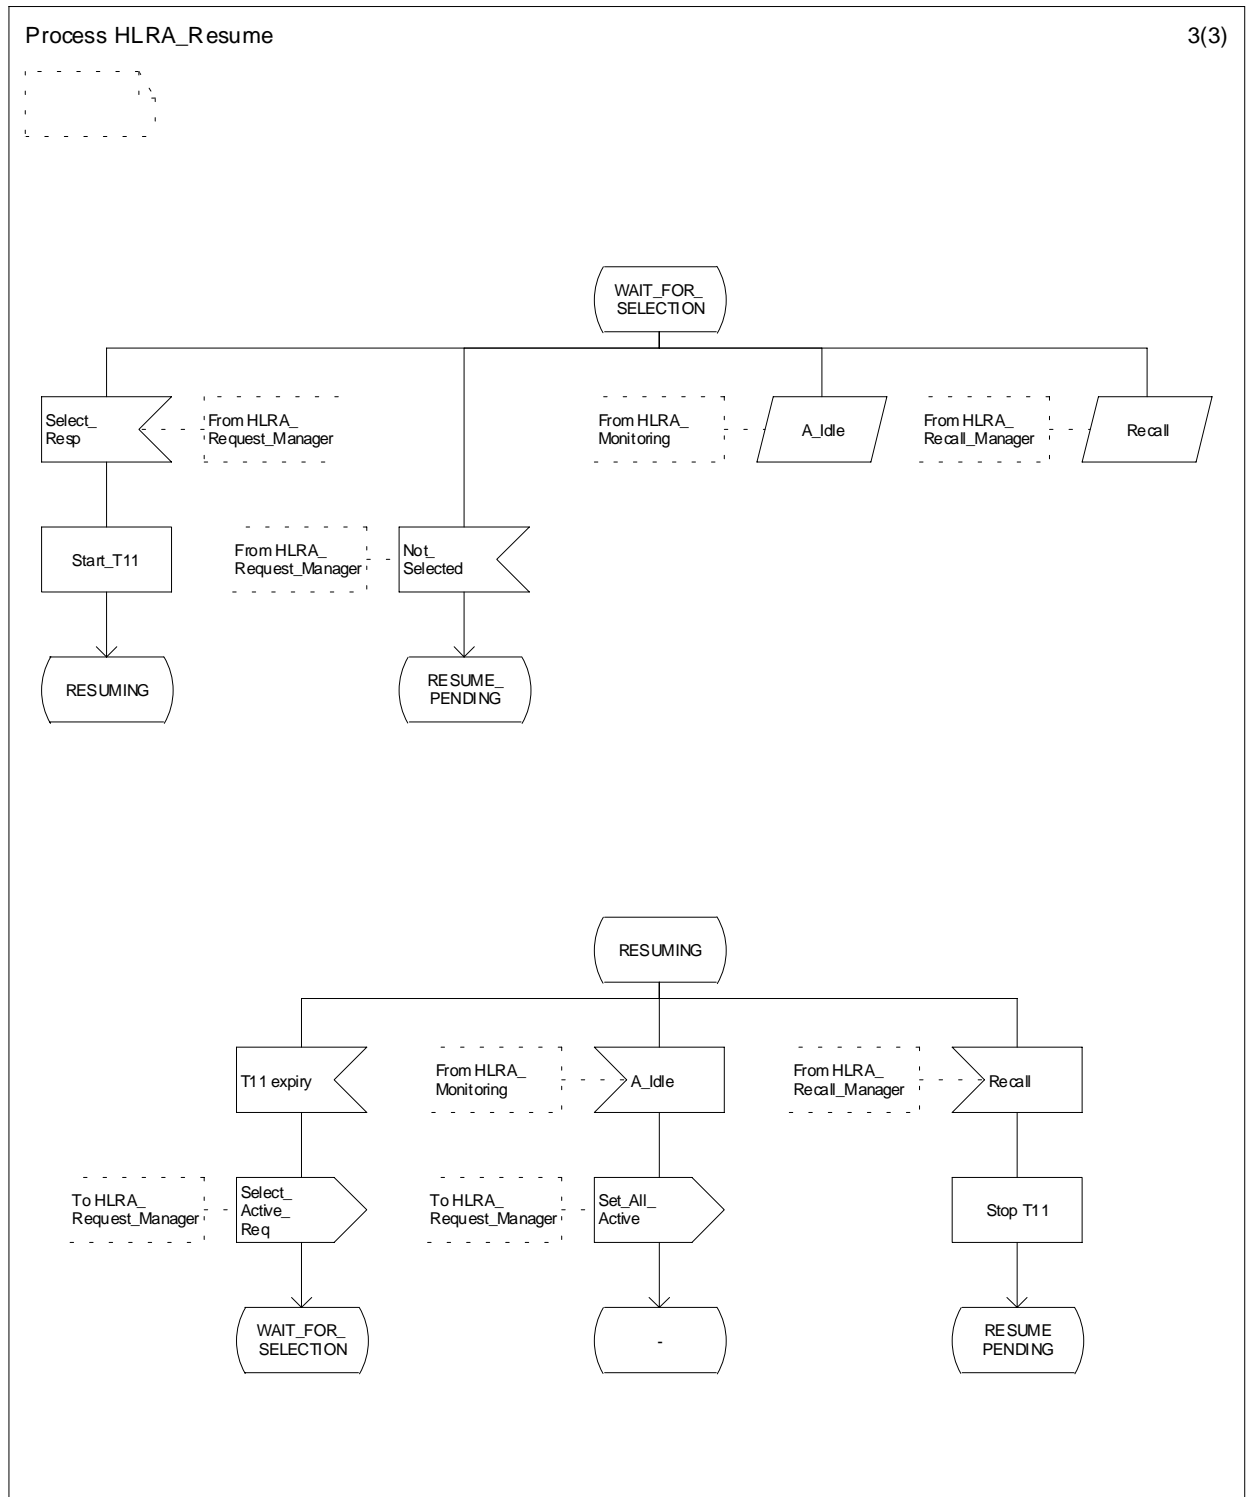 Process HLRA_Resume
3(3)
WAIT_FOR_
SELECTION
Select_
Resp
From HLRA_
Request_Manager
From HLRA_
Monitoring
A_Idle
From HLRA_
Recall_Manager
Recall
Start_T11
From HLRA_
Request_Manager
Not_
Selected
RESUMING
RESUME_
PENDING
RESUMING
T11 expiry
From HLRA_
Monitoring
A_Idle
From HLRA_
Recall_Manager
Recall
To HLRA_
Request_Manager
Select_
Active_
Req
To HLRA_
Request_Manager
Set_All_
Active
Stop T11
WAIT_FOR_
SELECTION
-
RESUME
PENDING